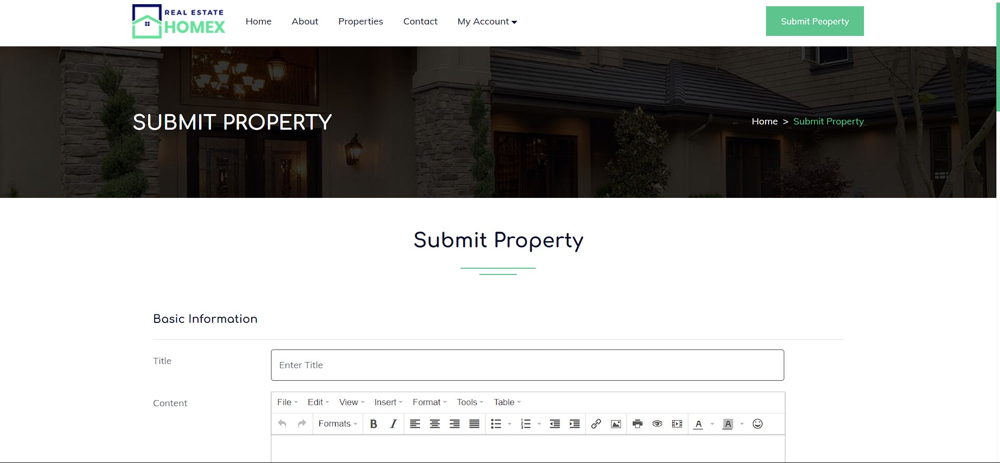 REAL ESTATE
HOMEX
Home About Properties Contact My Account
Submit Peoperty
SUBMIT PROPERTY
Home > Submit Property
Submit Property
Basic Information
Title
Enter Title
Content
File Edit View Insert Format Tools Table
Formats B I A A